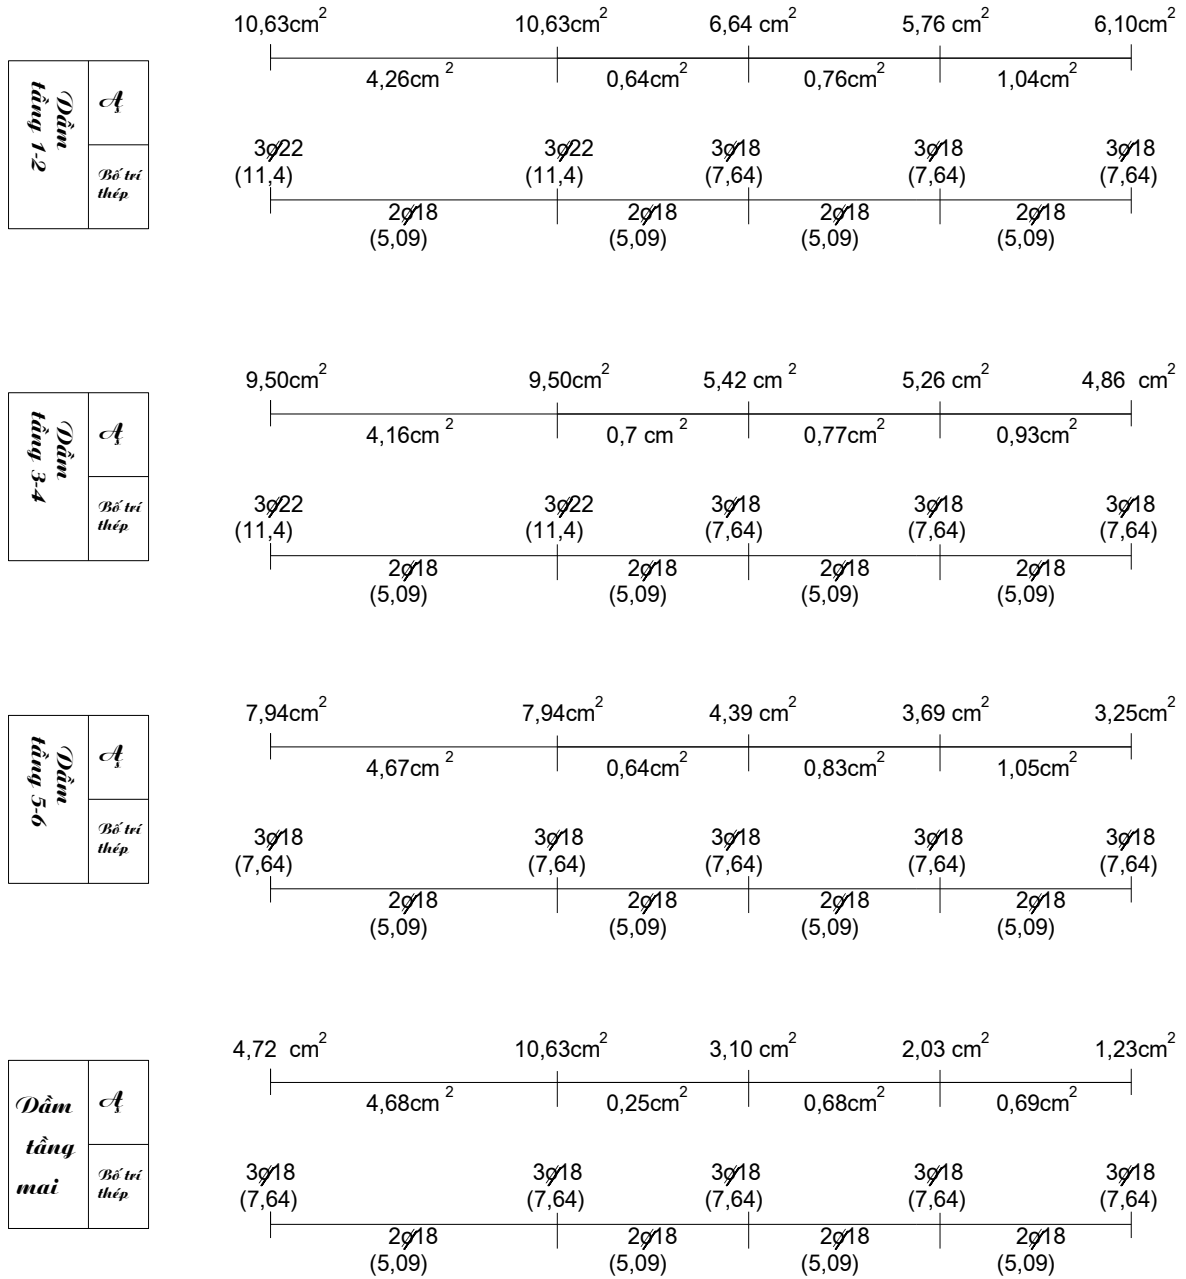 10,63cm² 10,63cm² 6,64 cm² 5,76 cm² 6,10cm²
4,26cm² 0,64cm² 0,76cm² 1,04cm²
Dầm
tầng 1-2
As
Bố trí
thép
3ø22 3ø22 3ø18 3ø18 3ø18
(11,4) (11,4) (7,64) (7,64) (7,64)
2ø18 2ø18 2ø18 2ø18
(5,09) (5,09) (5,09) (5,09)
9,50cm² 9,50cm² 5,42 cm² 5,26 cm² 4,86 cm²
4,16cm² 0,7 cm² 0,77cm² 0,93cm²
Dầm
tầng 3-4
As
Bố trí
thép
3ø22 3ø22 3ø18 3ø18 3ø18
(11,4) (11,4) (7,64) (7,64) (7,64)
2ø18 2ø18 2ø18 2ø18
(5,09) (5,09) (5,09) (5,09)
7,94cm² 7,94cm² 4,39 cm² 3,69 cm² 3,25cm²
4,67cm² 0,64cm² 0,83cm² 1,05cm²
Dầm
tầng 5-6
As
Bố trí
thép
3ø18 3ø18 3ø18 3ø18 3ø18
(7,64) (7,64) (7,64) (7,64) (7,64)
2ø18 2ø18 2ø18 2ø18
(5,09) (5,09) (5,09) (5,09)
4,72 cm² 10,63cm² 3,10 cm² 2,03 cm² 1,23cm²
4,68cm² 0,25cm² 0,68cm² 0,69cm²
Dầm
tầng
mai
As
Bố trí
thép
3ø18 3ø18 3ø18 3ø18 3ø18
(7,64) (7,64) (7,64) (7,64) (7,64)
2ø18 2ø18 2ø18 2ø18
(5,09) (5,09) (5,09) (5,09)